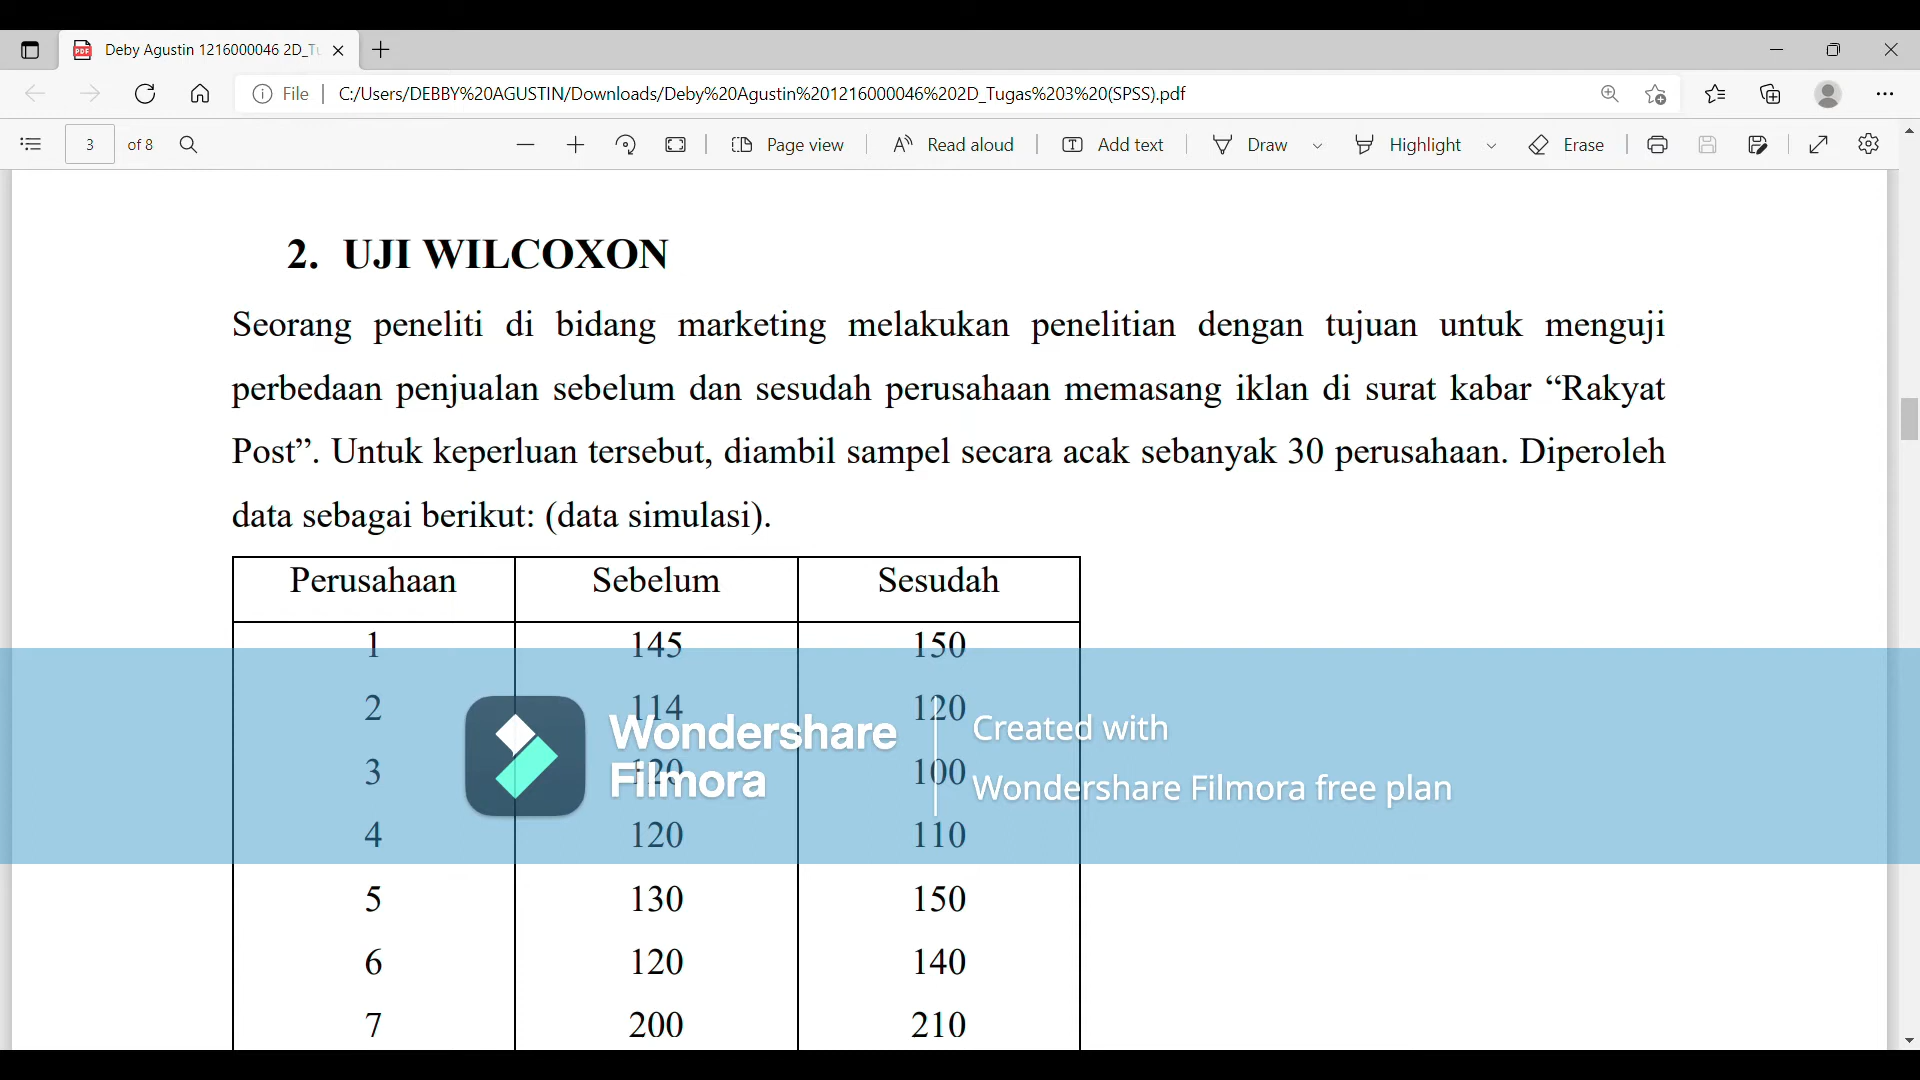 Deby Agustin 1216000046 2D_Tu
File
C:/Users/DEBBY%20AGUSTIN/Downloads/Deby%20Agustin%201216000046%202D_Tugas%203%20(SPSS).pdf
3 of 8
Page view
Read aloud
Add text
Draw
Highlight
Erase
2. UJI WILCOXON
Seorang peneliti di bidang marketing melakukan penelitian dengan tujuan untuk menguji
perbedaan penjualan sebelum dan sesudah perusahaan memasang iklan di surat kabar “Rakyat
Post”. Untuk keperluan tersebut, diambil sampel secara acak sebanyak 30 perusahaan. Diperoleh
data sebagai berikut: (data simulasi).
Perusahaan Sebelum Sesudah
1 145 150
2 114 120
3 120 100
4 120 110
5 130 150
6 120 140
7 200 210
Wondershare
Filmora
Created with
Wondershare Filmora free plan